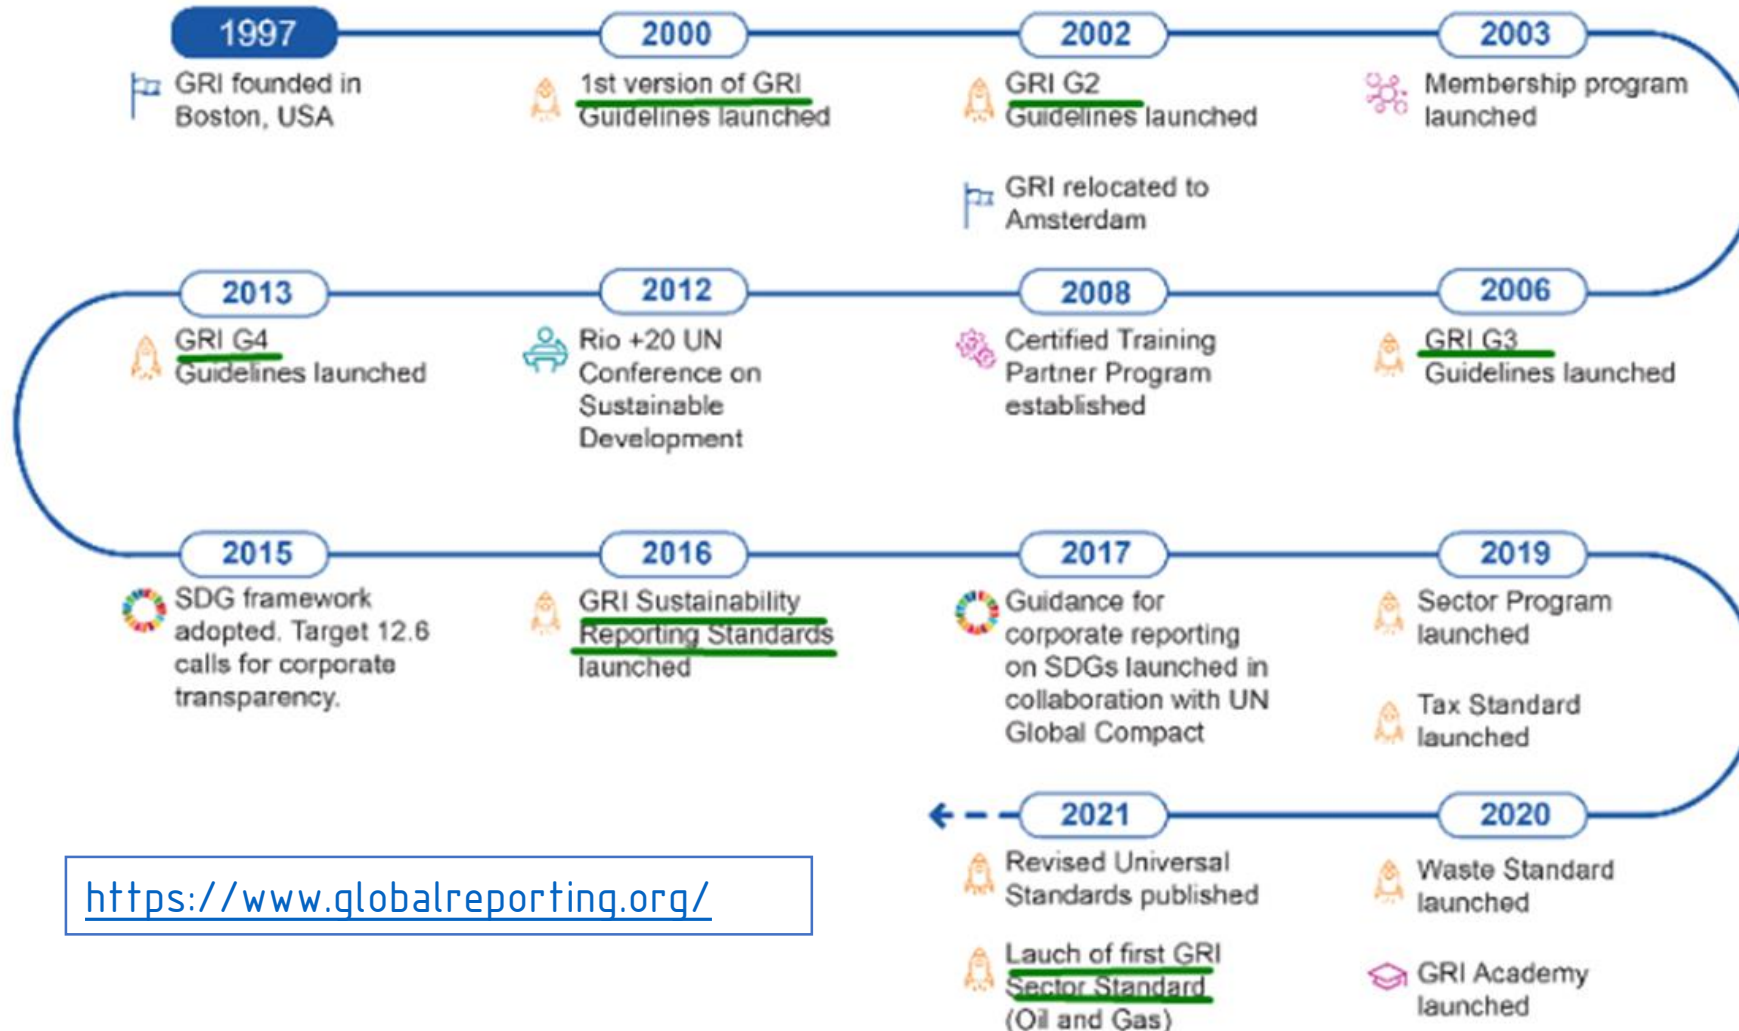 1997
GRI founded in
Boston, USA
2000
1st version of GRI
Guidelines launched
2002
GRI G2
Guidelines launched
GRI relocated to
Amsterdam
2003
Membership program
launched
2006
GRI G3
Guidelines launched
2008
Certified Training
Partner Program
established
2012
Rio +20 UN
Conference on
Sustainable
Development
2013
GRI G4
Guidelines launched
2015
SDG framework
adopted. Target 12.6
calls for corporate
transparency.
2016
GRI Sustainability
Reporting Standards
launched
2017
Guidance for
corporate reporting
on SDGs launched in
collaboration with UN
Global Compact
2019
Sector Program
launched
Tax Standard
launched
2020
Waste Standard
launched
GRI Academy
launched
2021
Revised Universal
Standards published
Lauch of first GRI
Sector Standard
(Oil and Gas)
https://www.globalreporting.org/